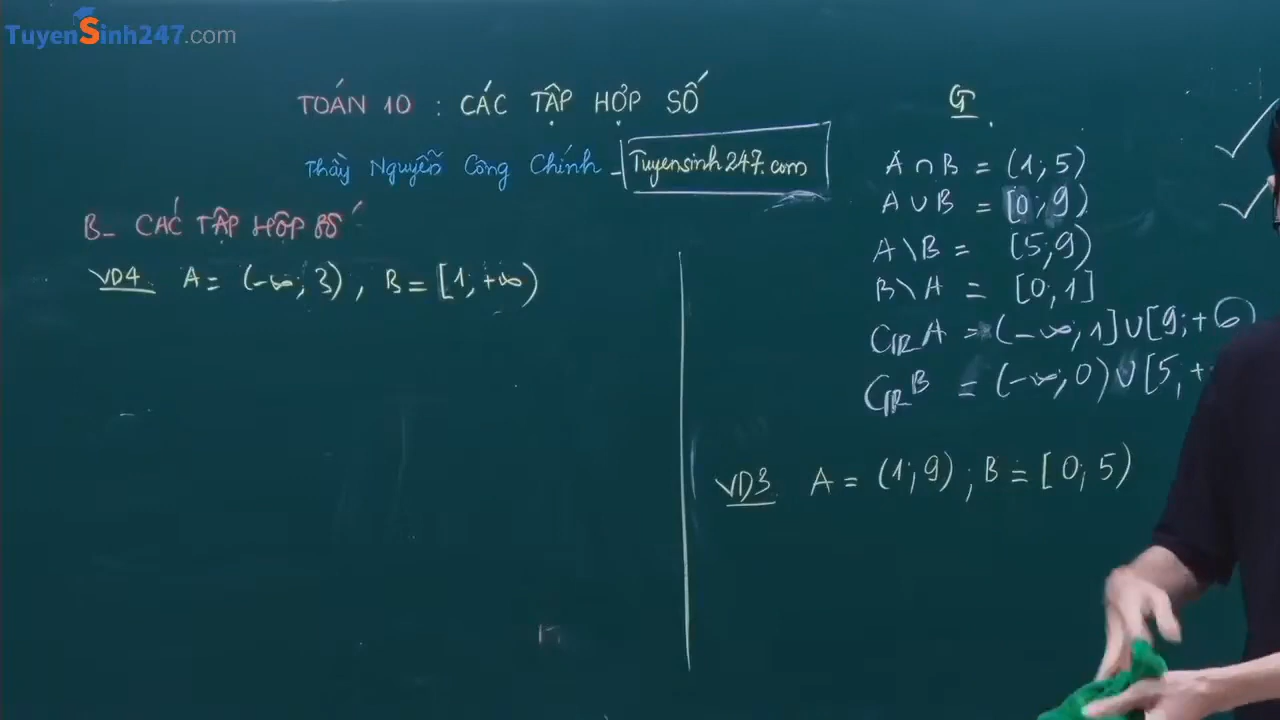 TuyenSinh247.com
TOÁN 10 : CÁC TẬP HỢP SỐ
Thầy Nguyễn Công Chính - Tuyensinh247.com
B- CÁC TẬP HỢP SỐ
VD4 A = (-∞; 3), B = [1; +∞)
G
A ∩ B = (1; 5)
A ∪ B = [0; 9)
A \ B = [5; 9)
B \ A = [0; 1]
CℝA = (-∞; 1] ∪ [9; +
CℝB = (-∞; 0) ∪ [5; +
VD3 A = (1; 9) ; B = [0; 5)